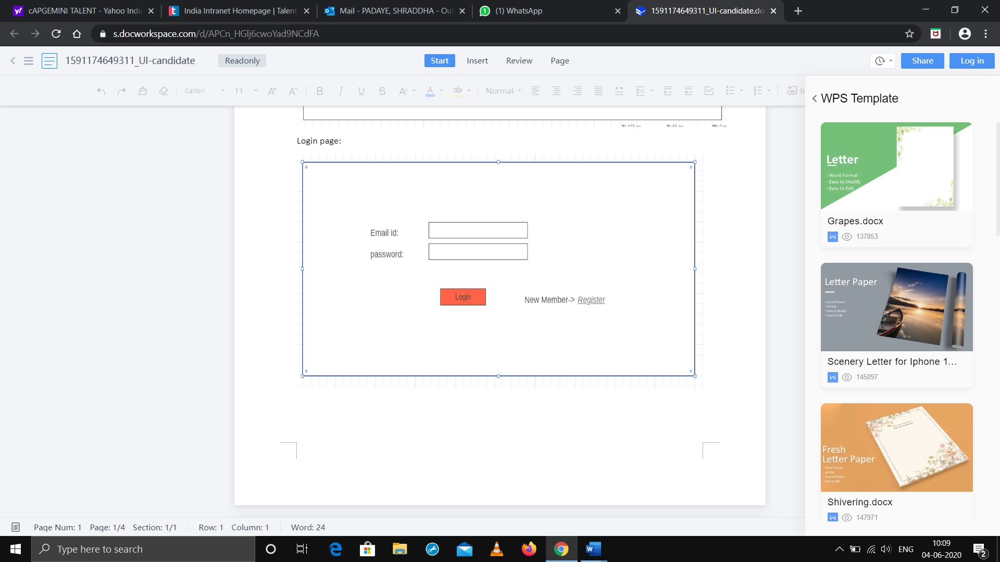 cAPGEMINI TALENT - Yahoo India
India Intranet Homepage | Talent
Mail - PADAYE, SHRADDHA - Out
(1) WhatsApp
1591174649311_UI-candidate.do
s.docworkspace.com/d/APCn_HGlj6cwoYad9NCdFA
1591174649311_UI-candidate
Readonly
Start
Insert
Review
Page
Share
Log in
Calibri
11
Normal
WPS Template
Login page:
Email id:
password:
Login
New Member-> Register
Letter
• Word Format
• Easy to Modify
• Easy to Edit
Grapes.docx
137853
Letter Paper
• Word Format
• A4 Size
• Easy to Modify
• Easy to Edit
Scenery Letter for Iphone 1...
145097
Fresh
Letter Paper
• Word Format
• A4 Size
• Easy to Modify
• Easy to Edit
Shivering.docx
147971
Page Num: 1 Page: 1/4 Section: 1/1 Row: 1 Column: 1 Word: 24
Type here to search
ENG
10:09
04-06-2020
2